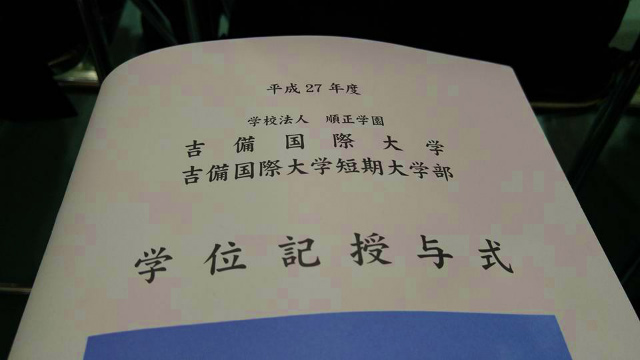 平成27年度
学校法人 順正学園
吉備国際大学
吉備国際大学短期大学部
学位記授与式